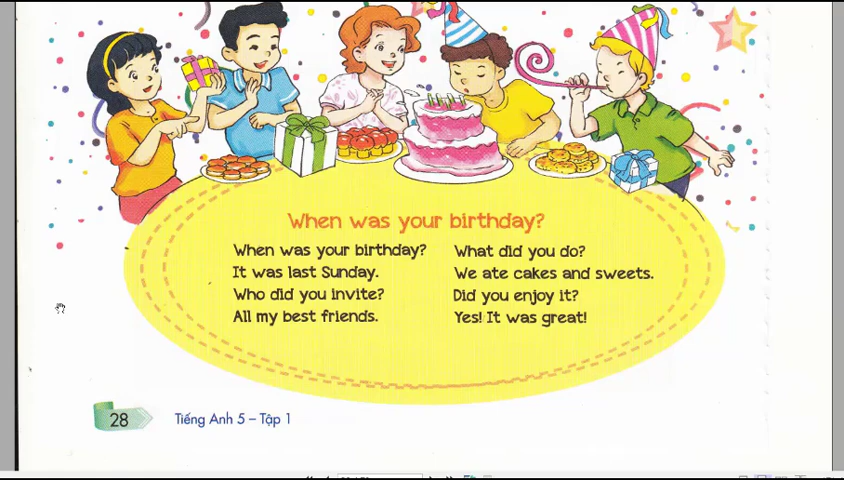 When was your birthday?
When was your birthday?
It was last Sunday.
Who did you invite?
All my best friends.
What did you do?
We ate cakes and sweets.
Did you enjoy it?
Yes! It was great!
28
Tiếng Anh 5 – Tập 1